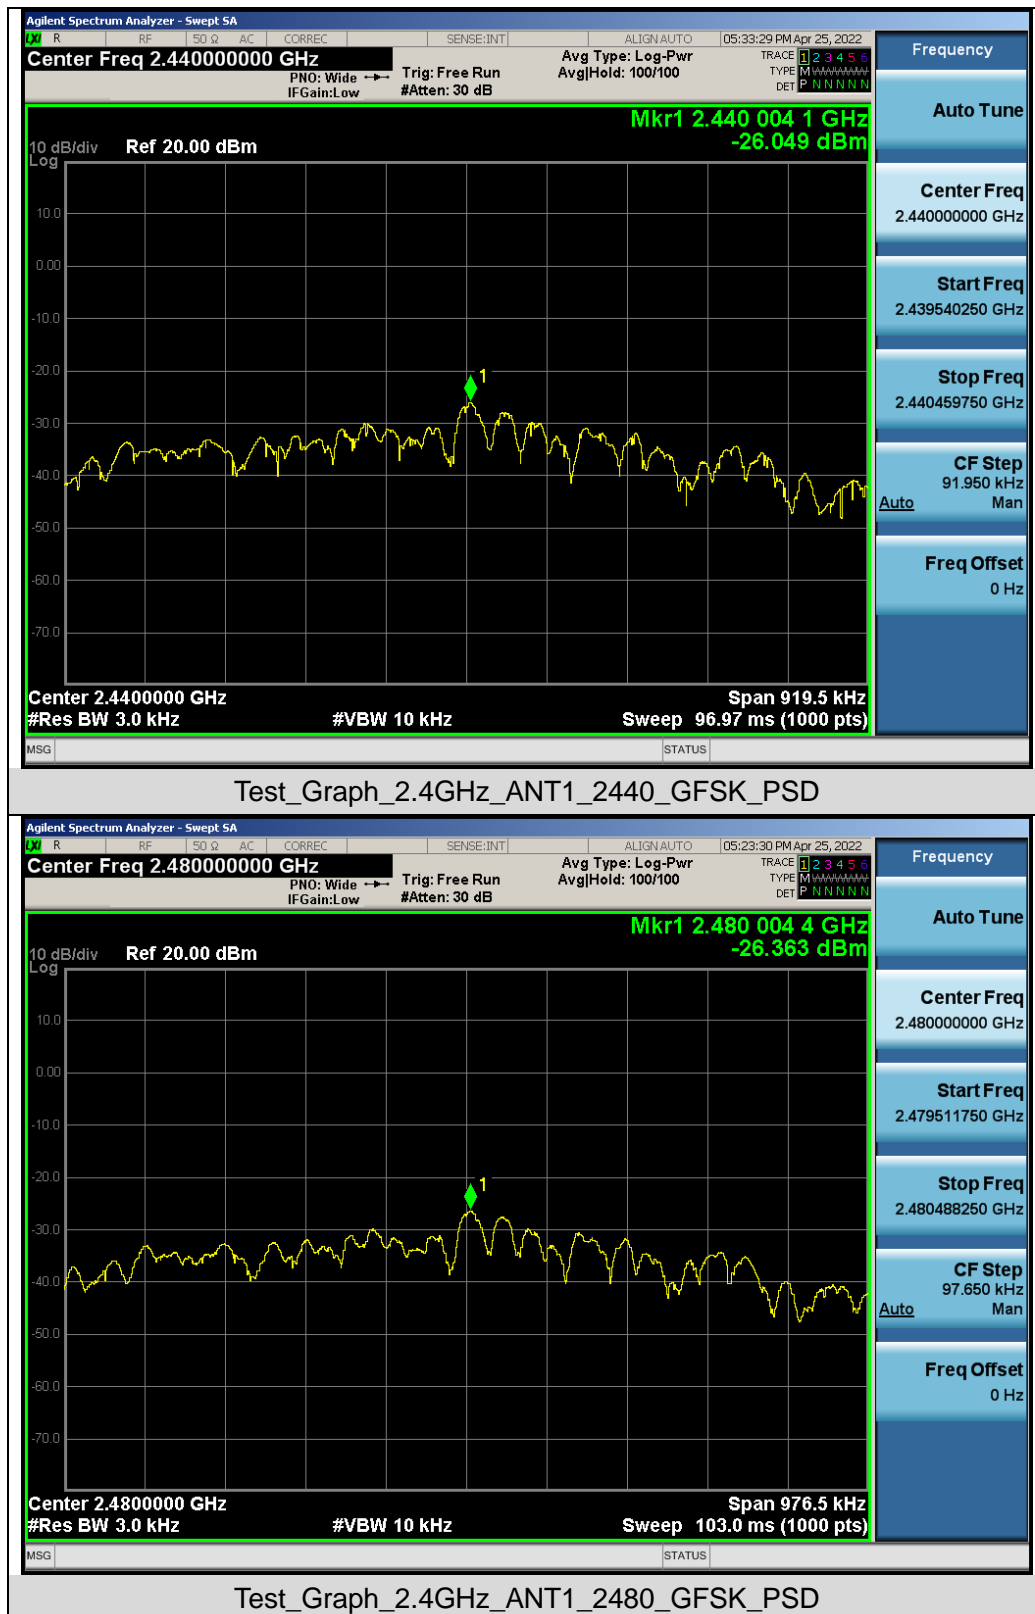 Agilent Spectrum Analyzer - Swept SA
LXI R RF 50 Ω AC CORREC SENSE:INT ALIGN AUTO 05:33:29 PM Apr 25, 2022
Center Freq 2.440000000 GHz Avg Type: Log-Pwr TRACE 1 2 3 4 5 6
PNO: Wide Trig: Free Run Avg|Hold: 100/100 TYPE M WWWWW
IFGain:Low #Atten: 30 dB DET P N N N N N
Mkr1 2.440 004 1 GHz
-26.049 dBm
10 dB/div Ref 20.00 dBm
Log
10.0
0.00
-10.0
-20.0
1
-30.0
-40.0
-50.0
-60.0
-70.0
Center 2.4400000 GHz Span 919.5 kHz
#Res BW 3.0 kHz #VBW 10 kHz Sweep 96.97 ms (1000 pts)
MSG STATUS
Frequency
Auto Tune
Center Freq
2.440000000 GHz
Start Freq
2.439540250 GHz
Stop Freq
2.440459750 GHz
CF Step
91.950 kHz
Auto Man
Freq Offset
0 Hz
Test_Graph_2.4GHz_ANT1_2440_GFSK_PSD
Agilent Spectrum Analyzer - Swept SA
LXI R RF 50 Ω AC CORREC SENSE:INT ALIGN AUTO 05:23:30 PM Apr 25, 2022
Center Freq 2.480000000 GHz Avg Type: Log-Pwr TRACE 1 2 3 4 5 6
PNO: Wide Trig: Free Run Avg|Hold: 100/100 TYPE M WWWWW
IFGain:Low #Atten: 30 dB DET P N N N N N
Mkr1 2.480 004 4 GHz
-26.363 dBm
10 dB/div Ref 20.00 dBm
Log
10.0
0.00
-10.0
-20.0
1
-30.0
-40.0
-50.0
-60.0
-70.0
Center 2.4800000 GHz Span 976.5 kHz
#Res BW 3.0 kHz #VBW 10 kHz Sweep 103.0 ms (1000 pts)
MSG STATUS
Frequency
Auto Tune
Center Freq
2.480000000 GHz
Start Freq
2.479511750 GHz
Stop Freq
2.480488250 GHz
CF Step
97.650 kHz
Auto Man
Freq Offset
0 Hz
Test_Graph_2.4GHz_ANT1_2480_GFSK_PSD